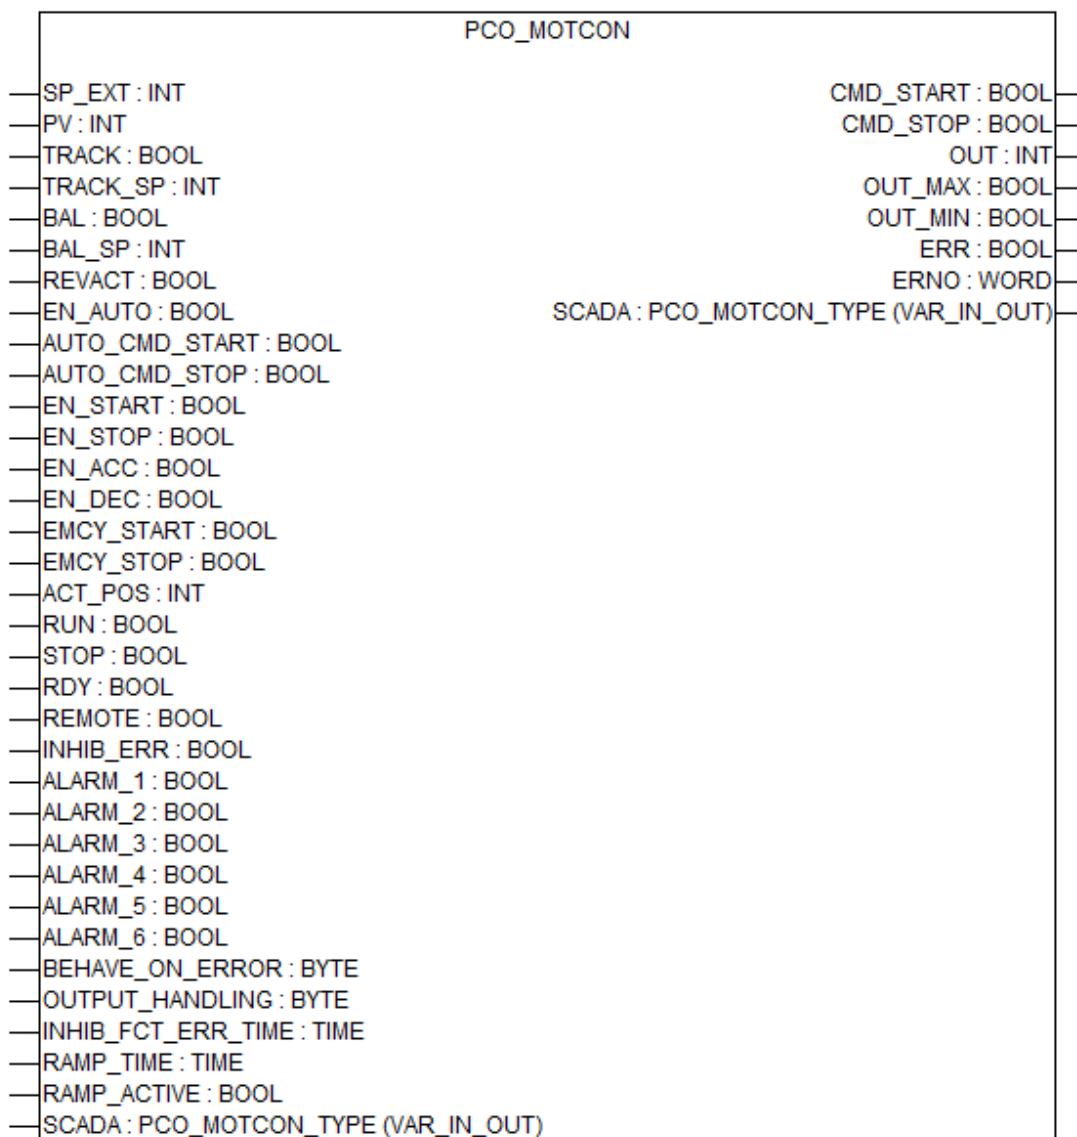 PCO_MOTCON
SP_EXT : INT
CMD_START : BOOL
PV : INT
CMD_STOP : BOOL
TRACK : BOOL
OUT : INT
TRACK_SP : INT
OUT_MAX : BOOL
BAL : BOOL
OUT_MIN : BOOL
BAL_SP : INT
ERR : BOOL
REVACT : BOOL
ERNO : WORD
EN_AUTO : BOOL
SCADA : PCO_MOTCON_TYPE (VAR_IN_OUT)
AUTO_CMD_START : BOOL
AUTO_CMD_STOP : BOOL
EN_START : BOOL
EN_STOP : BOOL
EN_ACC : BOOL
EN_DEC : BOOL
EMCY_START : BOOL
EMCY_STOP : BOOL
ACT_POS : INT
RUN : BOOL
STOP : BOOL
RDY : BOOL
REMOTE : BOOL
INHIB_ERR : BOOL
ALARM_1 : BOOL
ALARM_2 : BOOL
ALARM_3 : BOOL
ALARM_4 : BOOL
ALARM_5 : BOOL
ALARM_6 : BOOL
BEHAVE_ON_ERROR : BYTE
OUTPUT_HANDLING : BYTE
INHIB_FCT_ERR_TIME : TIME
RAMP_TIME : TIME
RAMP_ACTIVE : BOOL
SCADA : PCO_MOTCON_TYPE (VAR_IN_OUT)